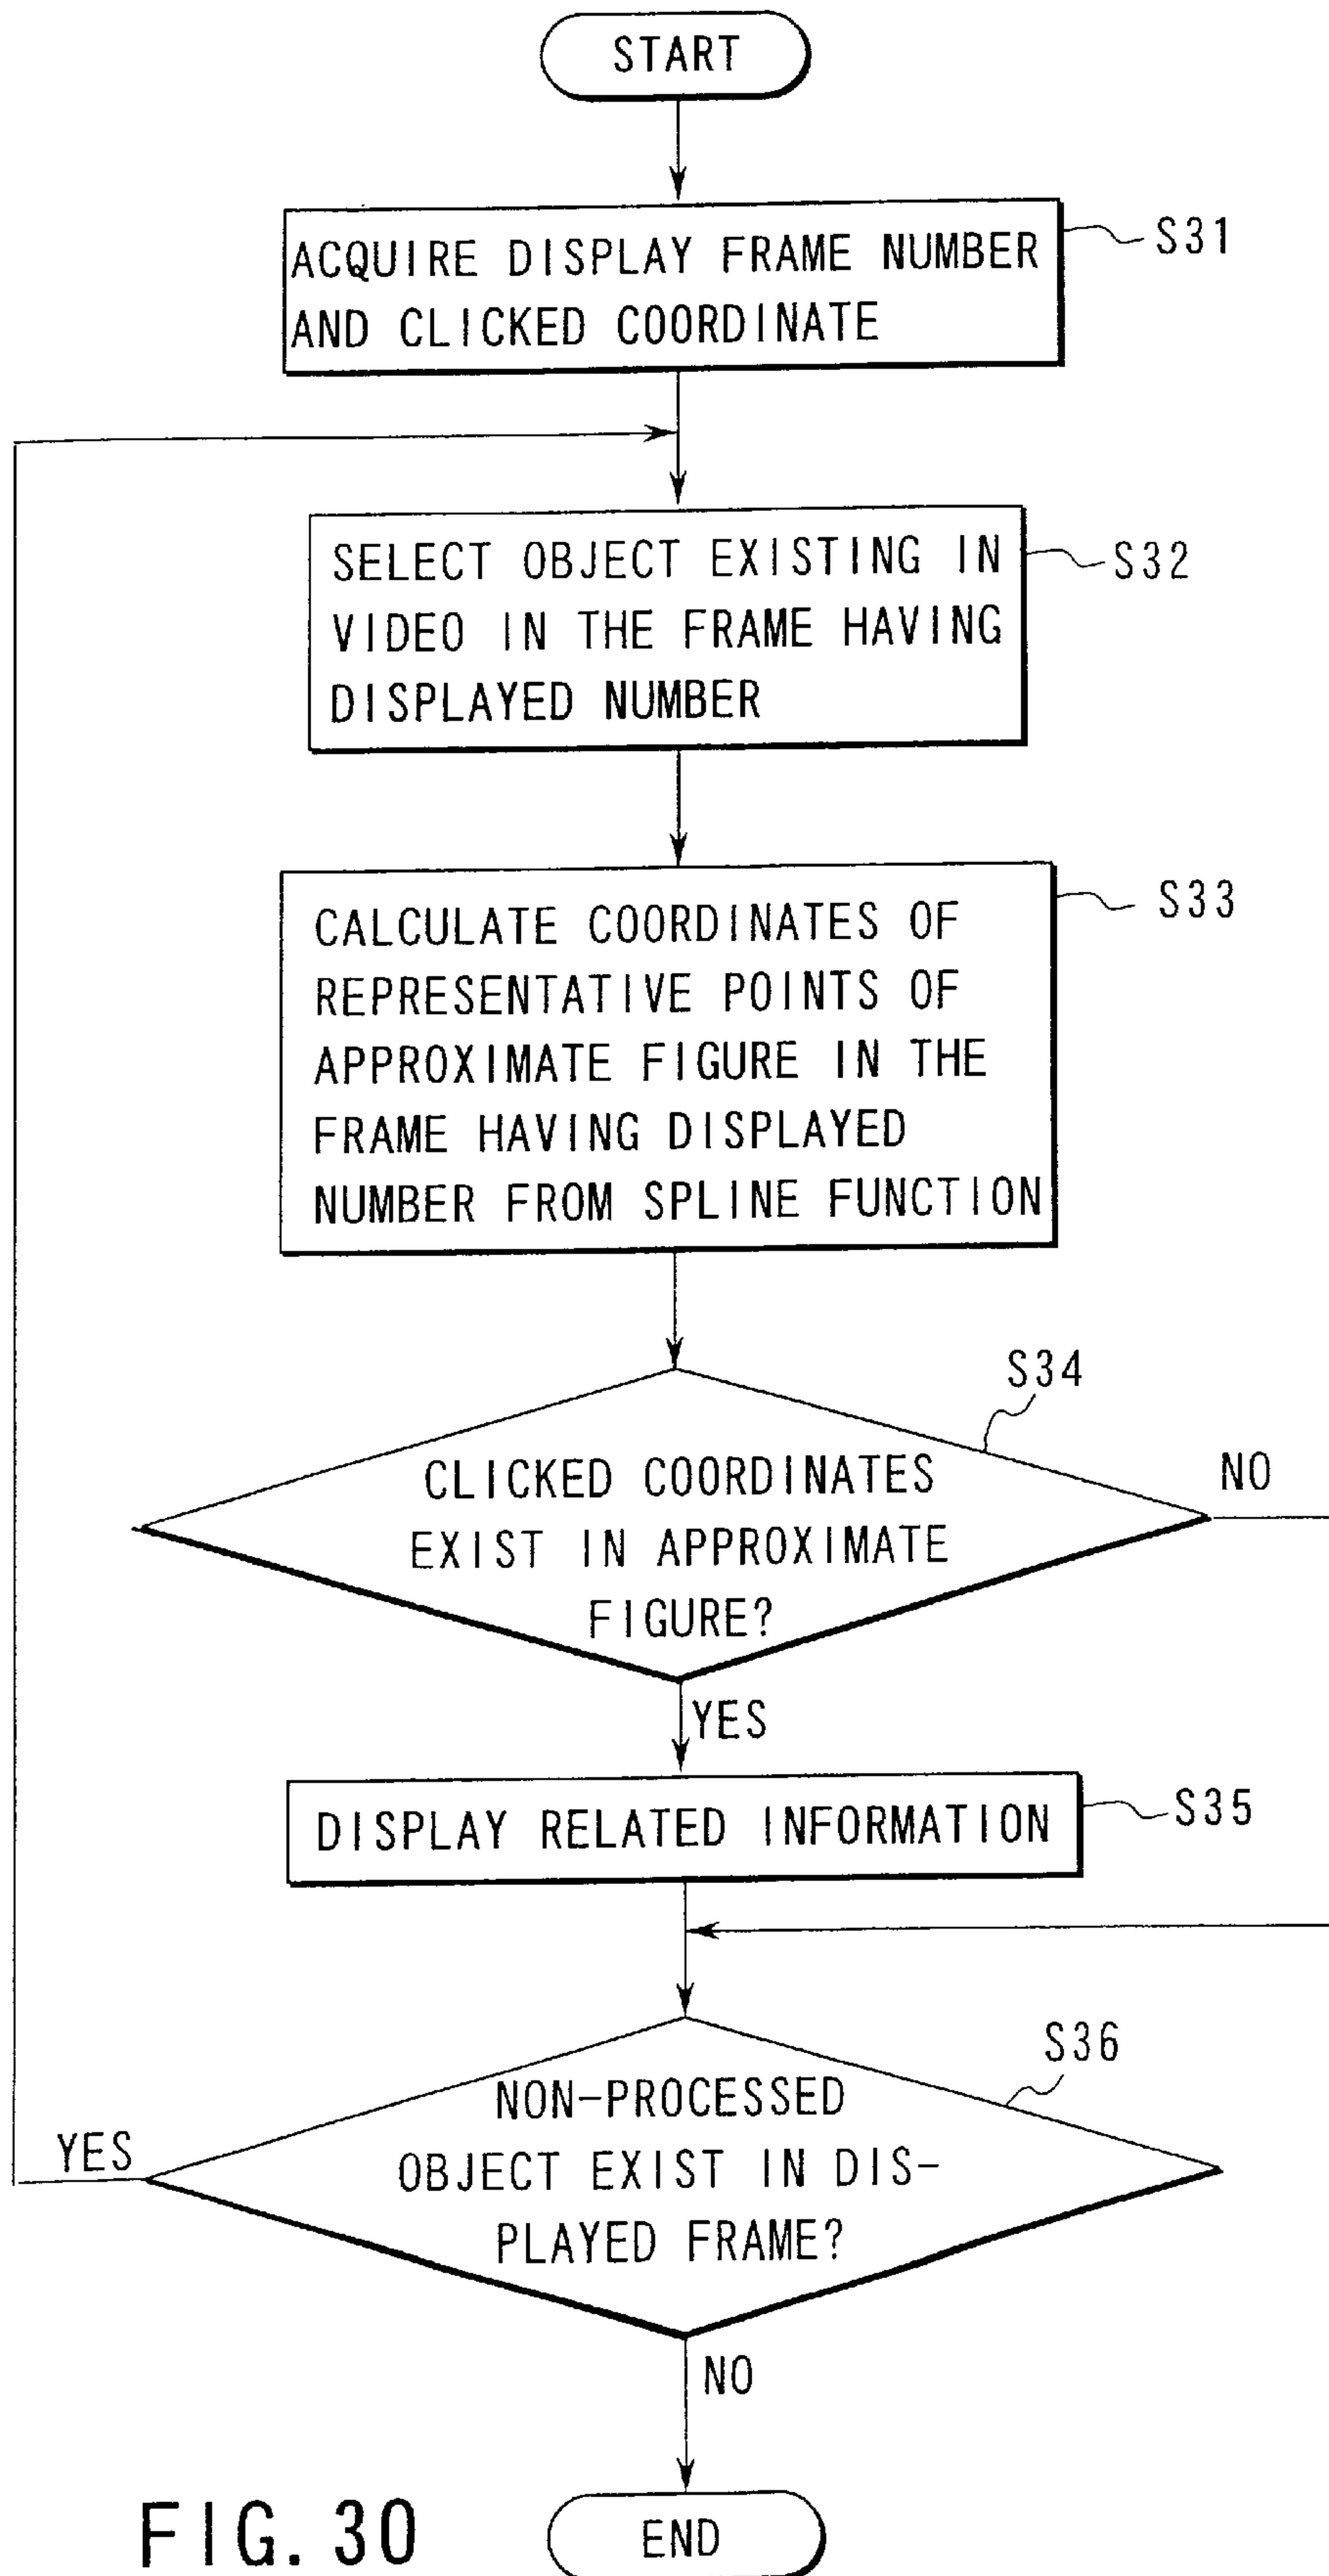 START
ACQUIRE DISPLAY FRAME NUMBER
AND CLICKED COORDINATE
S31
SELECT OBJECT EXISTING IN
VIDEO IN THE FRAME HAVING
DISPLAYED NUMBER
S32
CALCULATE COORDINATES OF
REPRESENTATIVE POINTS OF
APPROXIMATE FIGURE IN THE
FRAME HAVING DISPLAYED
NUMBER FROM SPLINE FUNCTION
S33
S34
CLICKED COORDINATES
EXIST IN APPROXIMATE
FIGURE?
NO
YES
DISPLAY RELATED INFORMATION
S35
S36
NON-PROCESSED
OBJECT EXIST IN DIS-
PLAYED FRAME?
YES
NO
END
FIG. 30